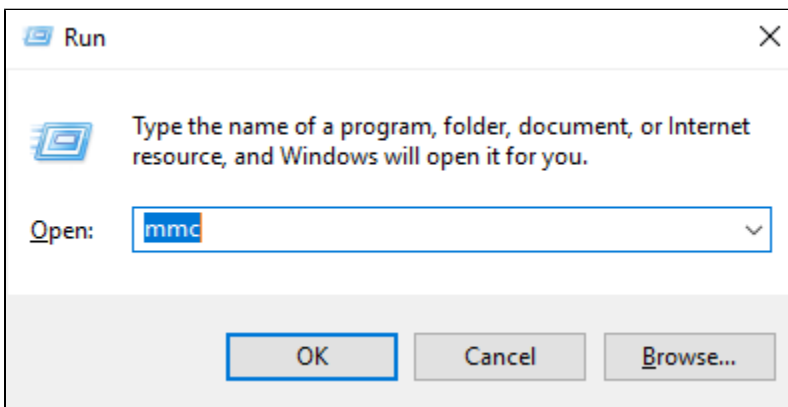 Run
Type the name of a program, folder, document, or Internet
resource, and Windows will open it for you.
Open: mmc
OK Cancel Browse...